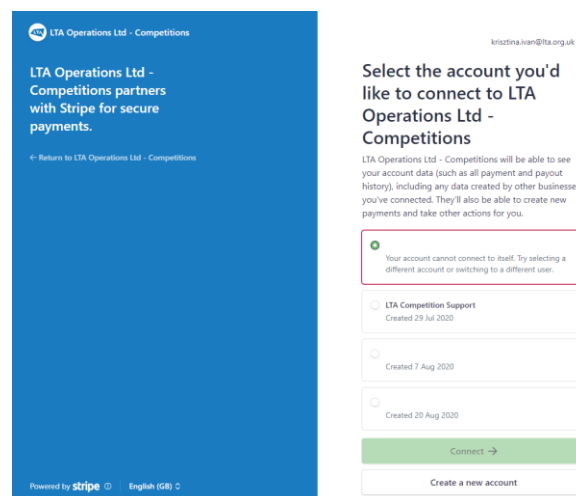 LTA LTA Operations Ltd - Competitions
LTA Operations Ltd -
Competitions partners
with Stripe for secure
payments.
← Return to LTA Operations Ltd - Competitions
Powered by stripe
English (GB)
krisztina.ivan@lta.org.uk
Select the account you'd
like to connect to LTA
Operations Ltd -
Competitions
LTA Operations Ltd - Competitions will be able to see
your account data (such as all payment and payout
history), including any data created by other businesse
you've connected. They'll also be able to create new
payments and take other actions for you.
Your account cannot connect to itself. Try selecting a
different account or switching to a different user.
LTA Competition Support
Created 29 Jul 2020
Created 7 Aug 2020
Created 20 Aug 2020
Connect →
Create a new account